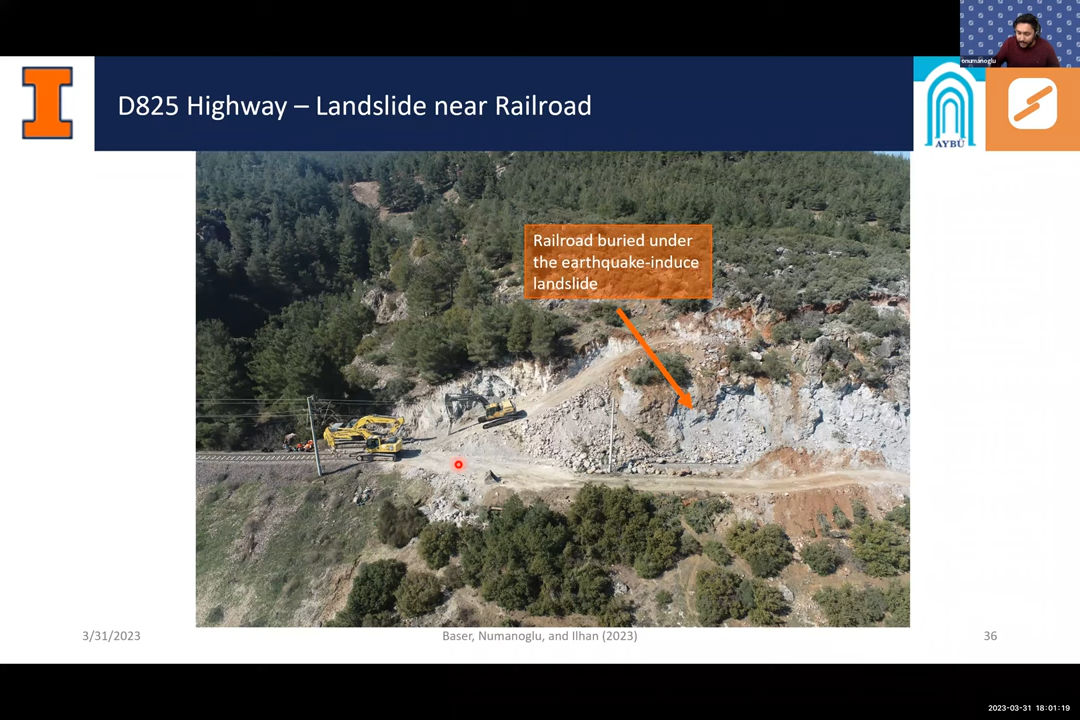 onumanoglu
D825 Highway – Landslide near Railroad
AYBÜ
Railroad buried under
the earthquake-induce
landslide
3/31/2023
Baser, Numanoglu, and Ilhan (2023)
36
2023-03-31 18:01:19